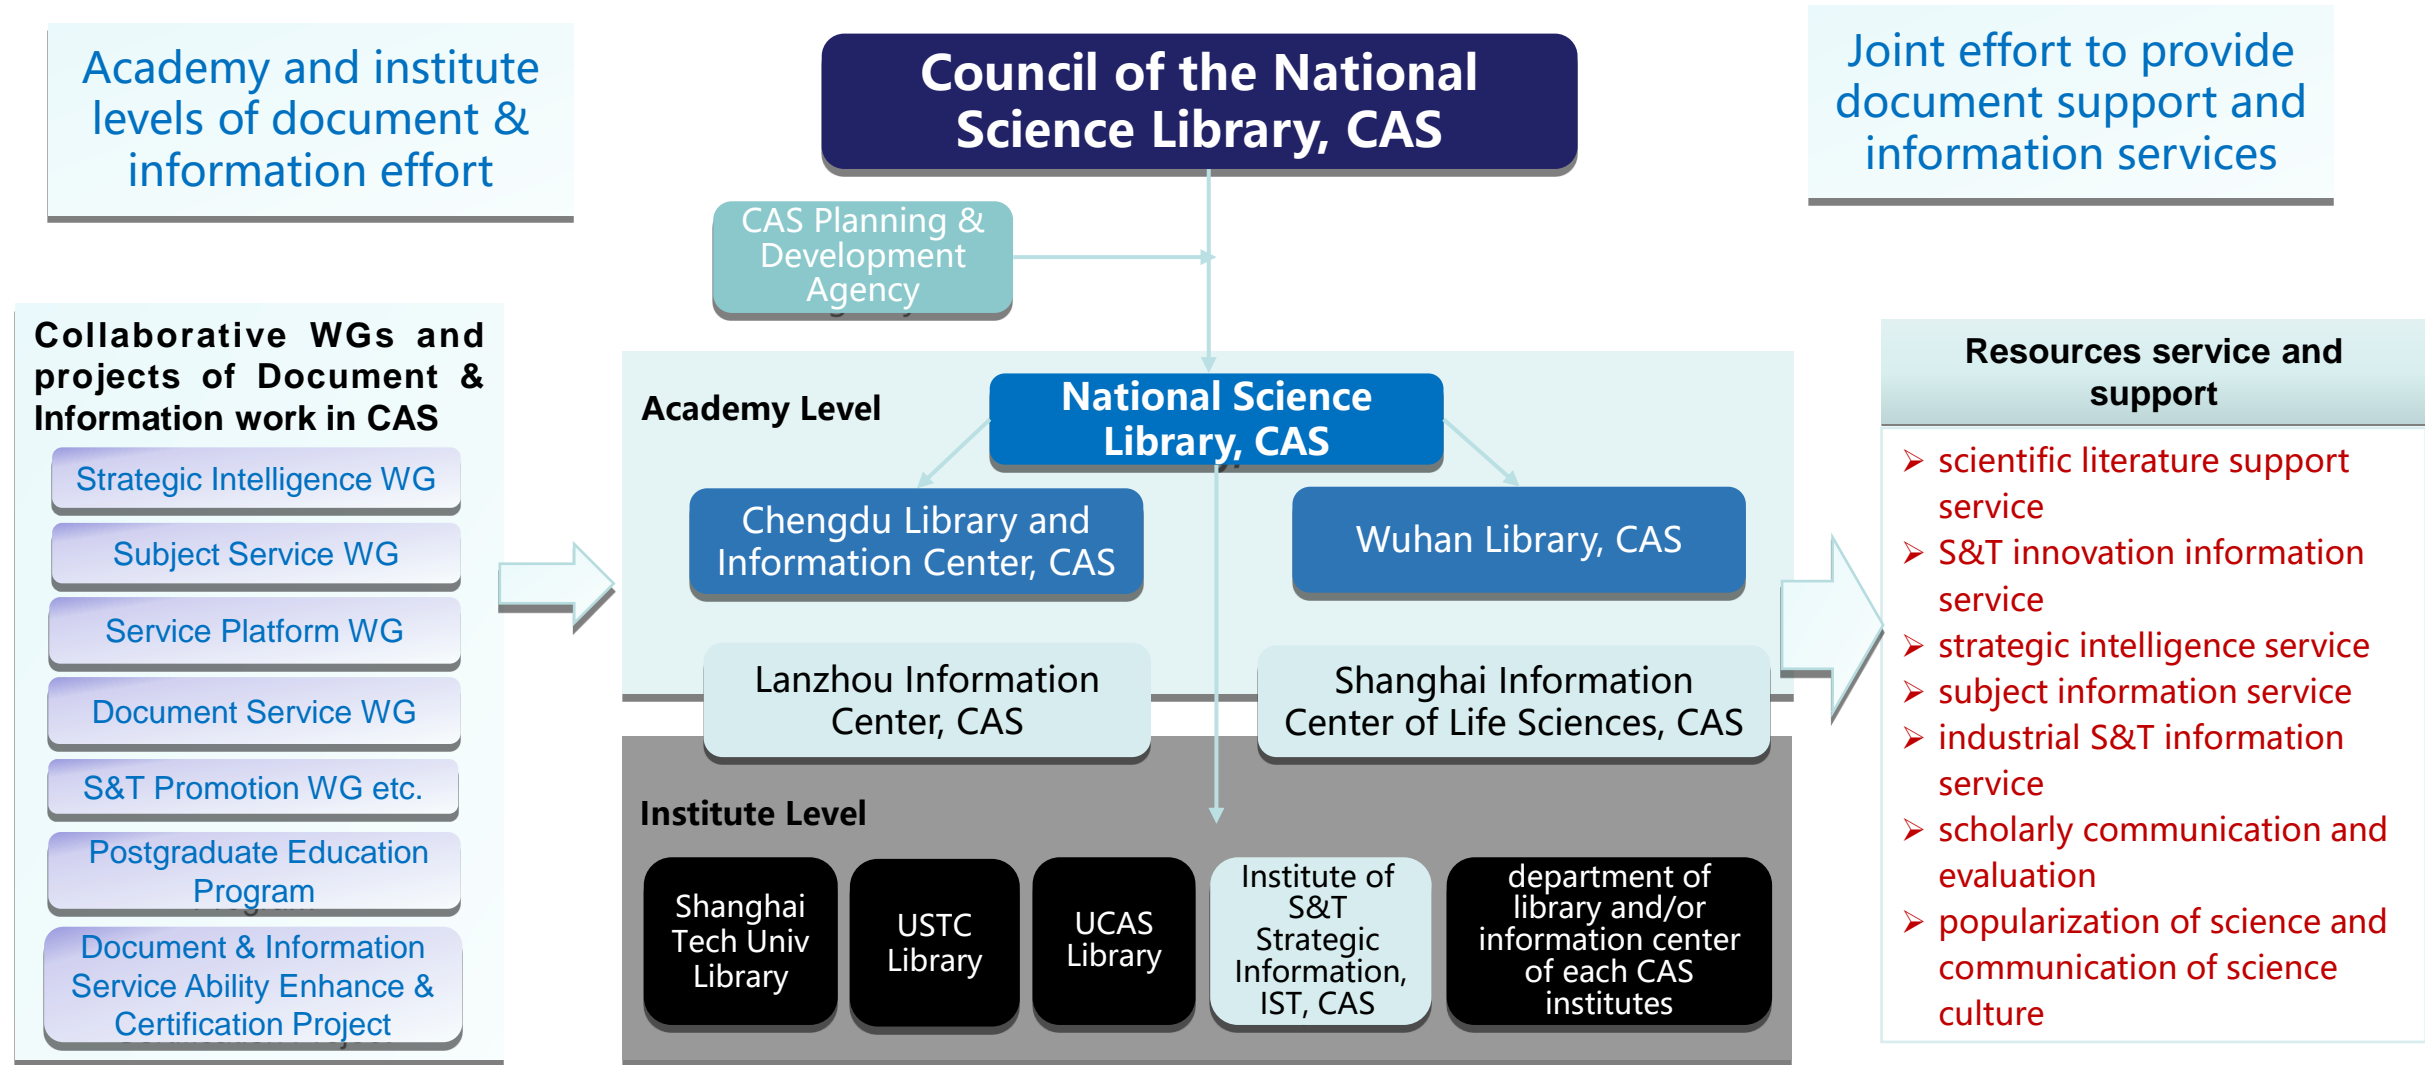 Academy and institute
levels of document &
information effort
Council of the National
Science Library, CAS
Joint effort to provide
document support and
information services
CAS Planning &
Development
Agency
Collaborative WGs and
projects of Document &
Information work in CAS
Strategic Intelligence WG
Subject Service WG
Service Platform WG
Document Service WG
S&T Promotion WG etc.
Postgraduate Education
Program
Document & Information
Service Ability Enhance &
Certification Project
Academy Level
National Science
Library, CAS
Chengdu Library and
Information Center, CAS
Wuhan Library, CAS
Lanzhou Information
Center, CAS
Shanghai Information
Center of Life Sciences, CAS
Institute Level
Shanghai
Tech Univ
Library
USTC
Library
UCAS
Library
Institute of
S&T
Strategic
Information,
IST, CAS
department of
library and/or
information center
of each CAS
institutes
Resources service and
support
➢ scientific literature support
service
➢ S&T innovation information
service
➢ strategic intelligence service
➢ subject information service
➢ industrial S&T information
service
➢ scholarly communication and
evaluation
➢ popularization of science and
communication of science
culture